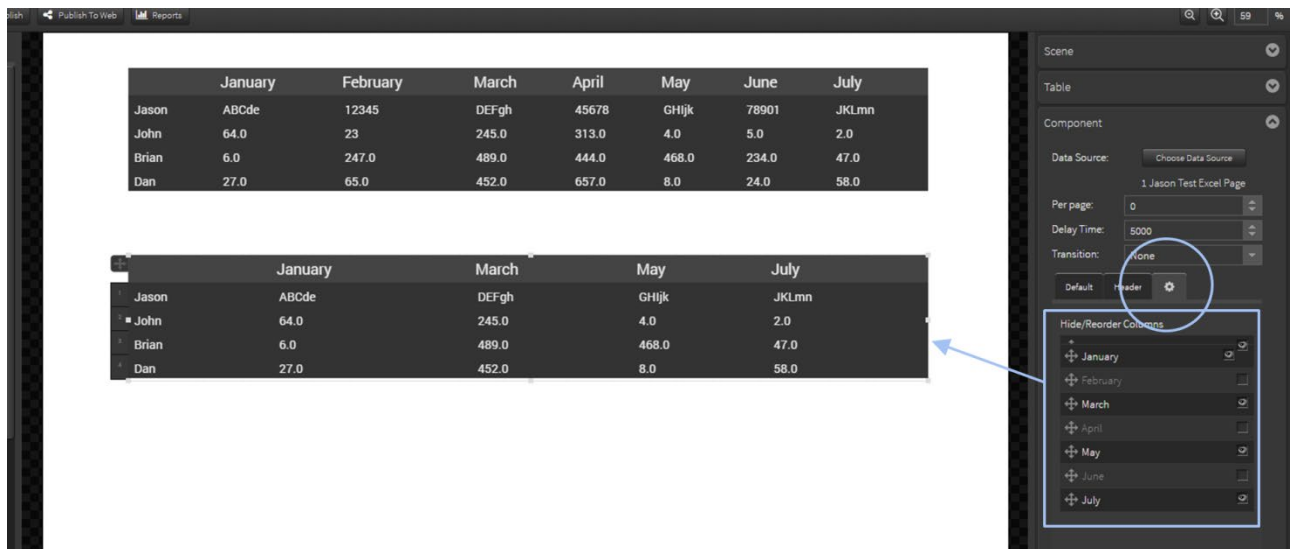 Publish To Web Reports 59 %
January February March April May June July
Jason ABCde 12345 DEFgh 45678 GHIjk 78901 JKLmn
John 64.0 23 245.0 313.0 4.0 5.0 2.0
Brian 6.0 247.0 489.0 444.0 468.0 234.0 47.0
Dan 27.0 65.0 452.0 657.0 8.0 24.0 58.0
January March May July
1 Jason ABCde DEFgh GHIjk JKLmn
2 John 64.0 245.0 4.0 2.0
3 Brian 6.0 489.0 468.0 47.0
4 Dan 27.0 452.0 8.0 58.0
Scene
Table
Component
Data Source: Choose Data Source
1 Jason Test Excel Page
Per page: 0
Delay Time: 5000
Transition: None
Default Header
Hide/Reorder Columns
January
February
March
April
May
June
July